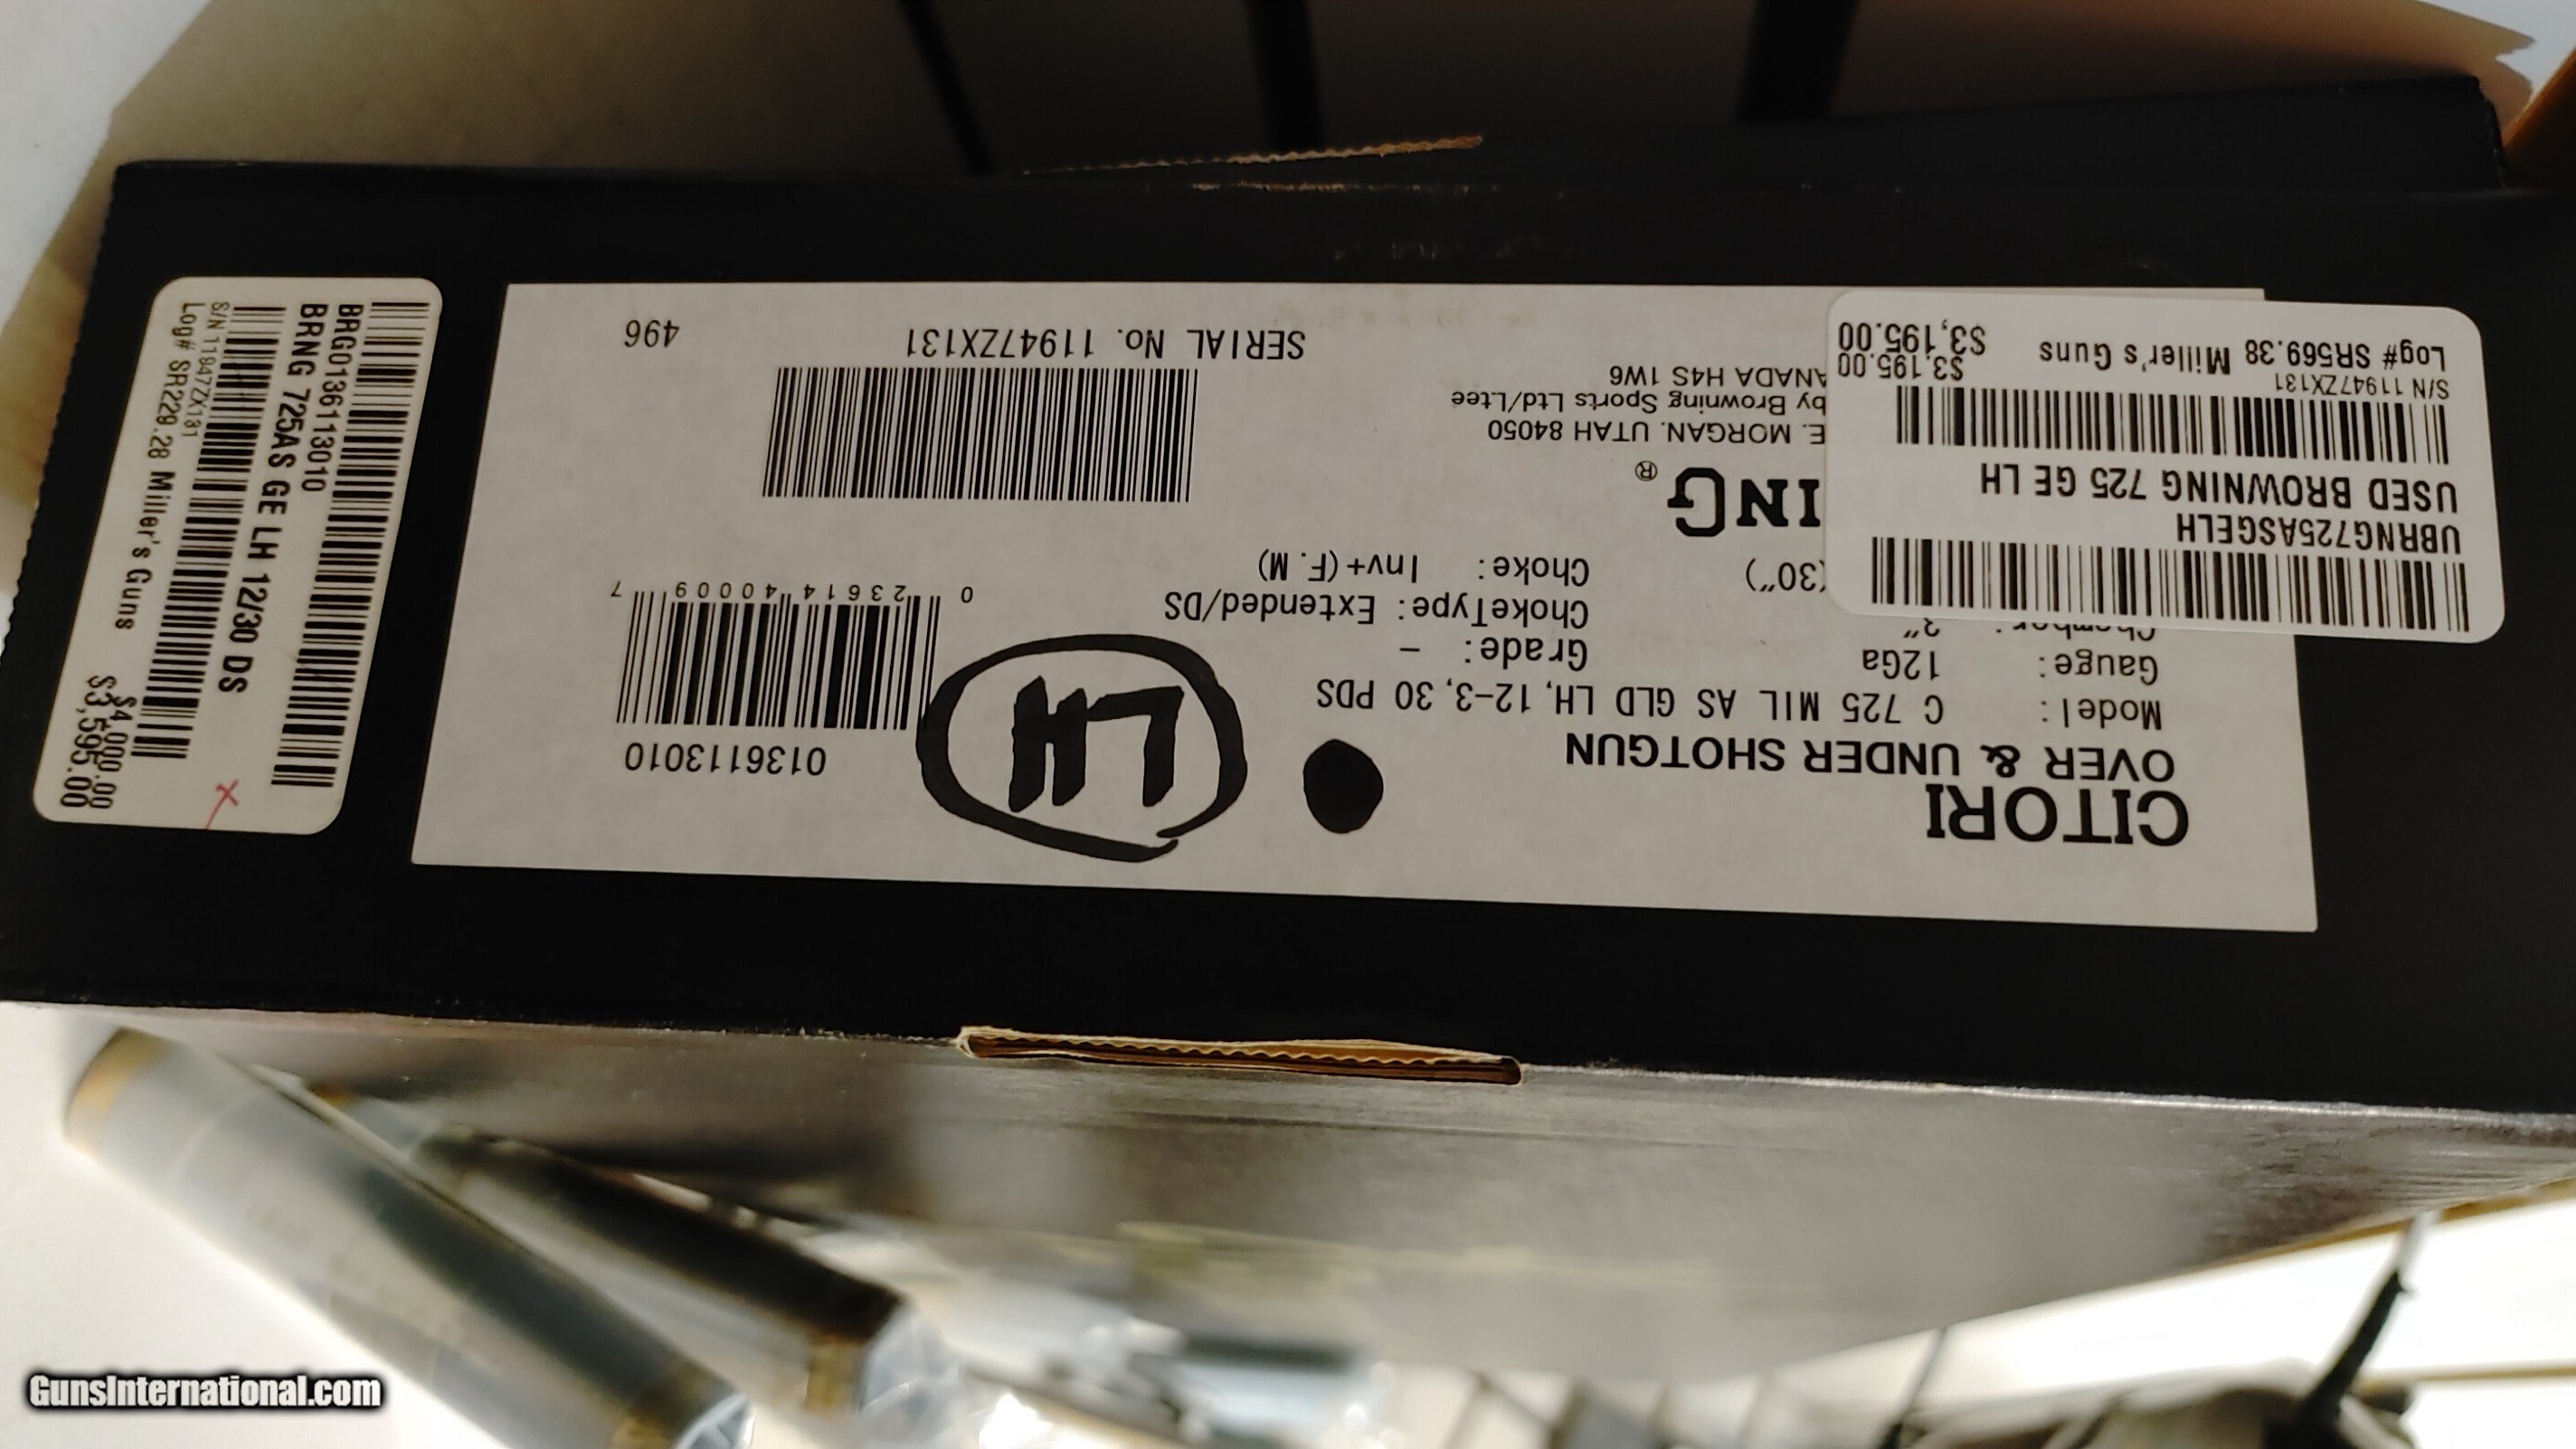 CITORI
OVER & UNDER SHOTGUN
Model: C 725 MIL AS GLD LH, 12-3, 30 PDS
Gauge: 12Ga
Grade: -
Chamber: 3"
ChokeType: Extended/DS
(30")
Choke: Inv+(F.M)
ING®
E. MORGAN. UTAH 84050
by Browning Sports Ltd/Ltee
ANADA H4S 1W6
0136113010
LH
0 23614 40009 7
SERIAL No. 11947ZX131
496
UBRNG725ASGELH
USED BROWNING 725 GE LH
S/N 11947ZX131
$3,195.00
Log# SR569.38 Miller's Guns
$3,195.00
BRG0136113010
BRNG 725AS GE LH 12/30 DS
S/N 11947ZX131
$4,000.00
Log# SR229.28 Miller's Guns
$3,595.00
GunsInternational.com